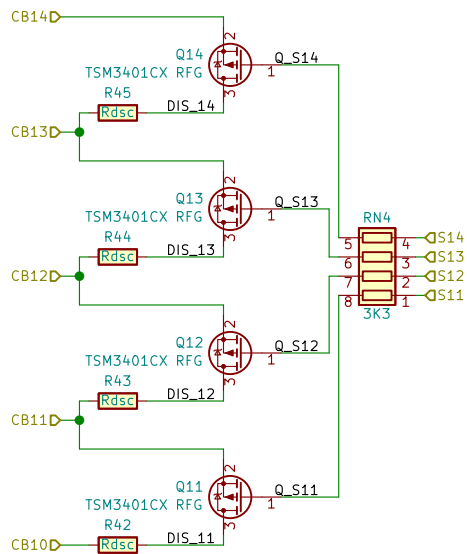 CB14
2
Q14
Q_S14
TSM3401CX RFG
1
R45
3
DIS_14
Rdsc
CB13
2
Q13
Q_S13
TSM3401CX RFG
1
RN4
R44
3
DIS_13
5
4
S14
Rdsc
6
3
S13
CB12
7
2
S12
8
1
S11
3K3
2
Q12
Q_S12
TSM3401CX RFG
1
R43
3
DIS_12
Rdsc
CB11
2
Q11
Q_S11
TSM3401CX RFG
1
R42
3
DIS_11
CB10
Rdsc